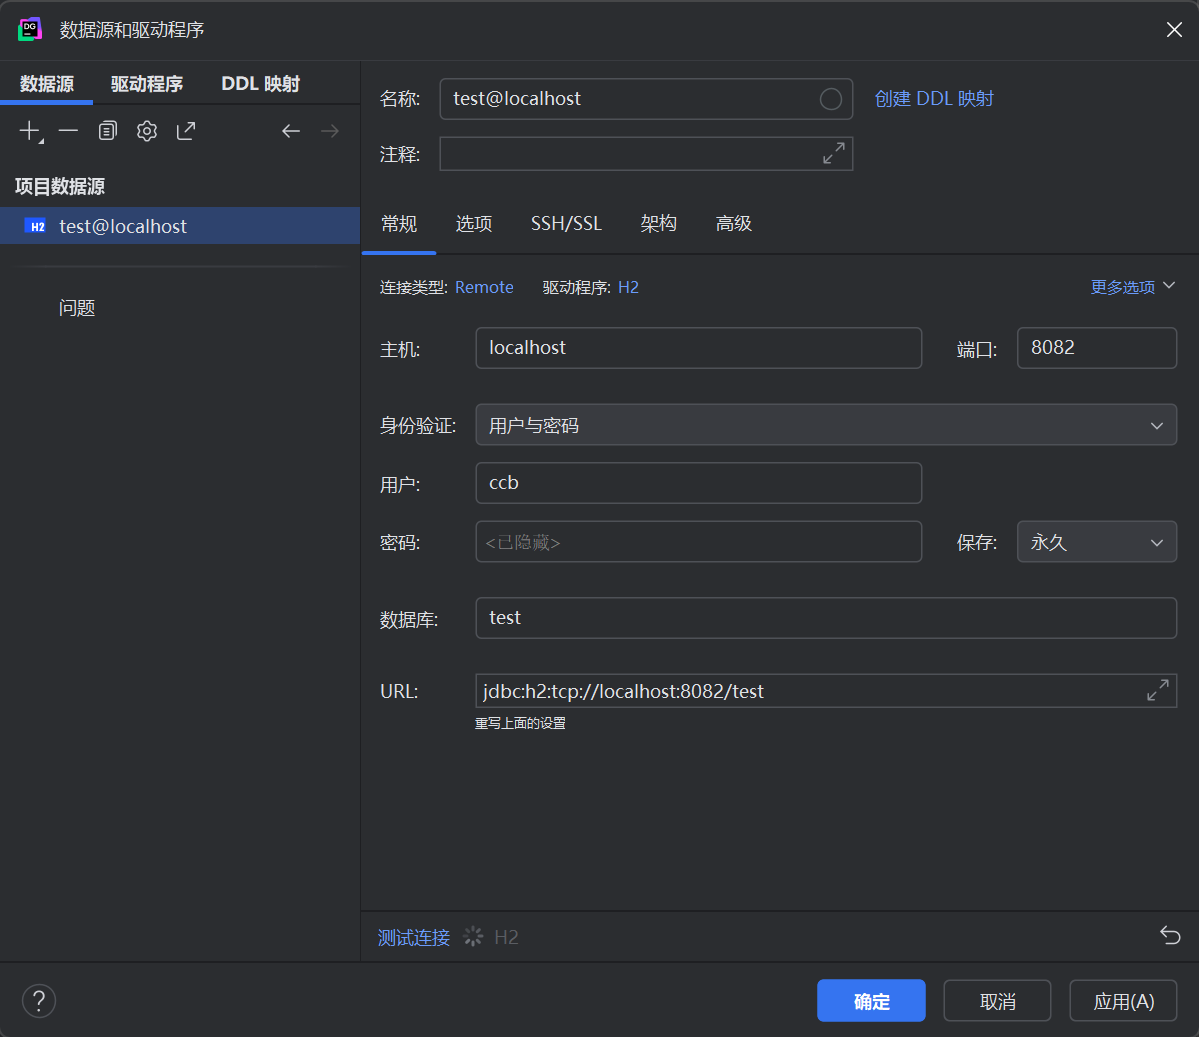 DG 数据源和驱动程序
数据源 驱动程序 DDL 映射
项目数据源
H2 test@localhost
问题
名称: test@localhost 创建 DDL 映射
注释:
常规 选项 SSH/SSL 架构 高级
连接类型: Remote 驱动程序: H2 更多选项
主机: localhost 端口: 8082
身份验证: 用户与密码
用户: ccb
密码: <已隐藏> 保存: 永久
数据库: test
URL: jdbc:h2:tcp://localhost:8082/test
重写上面的设置
测试连接 H2
? 确定 取消 应用(A)